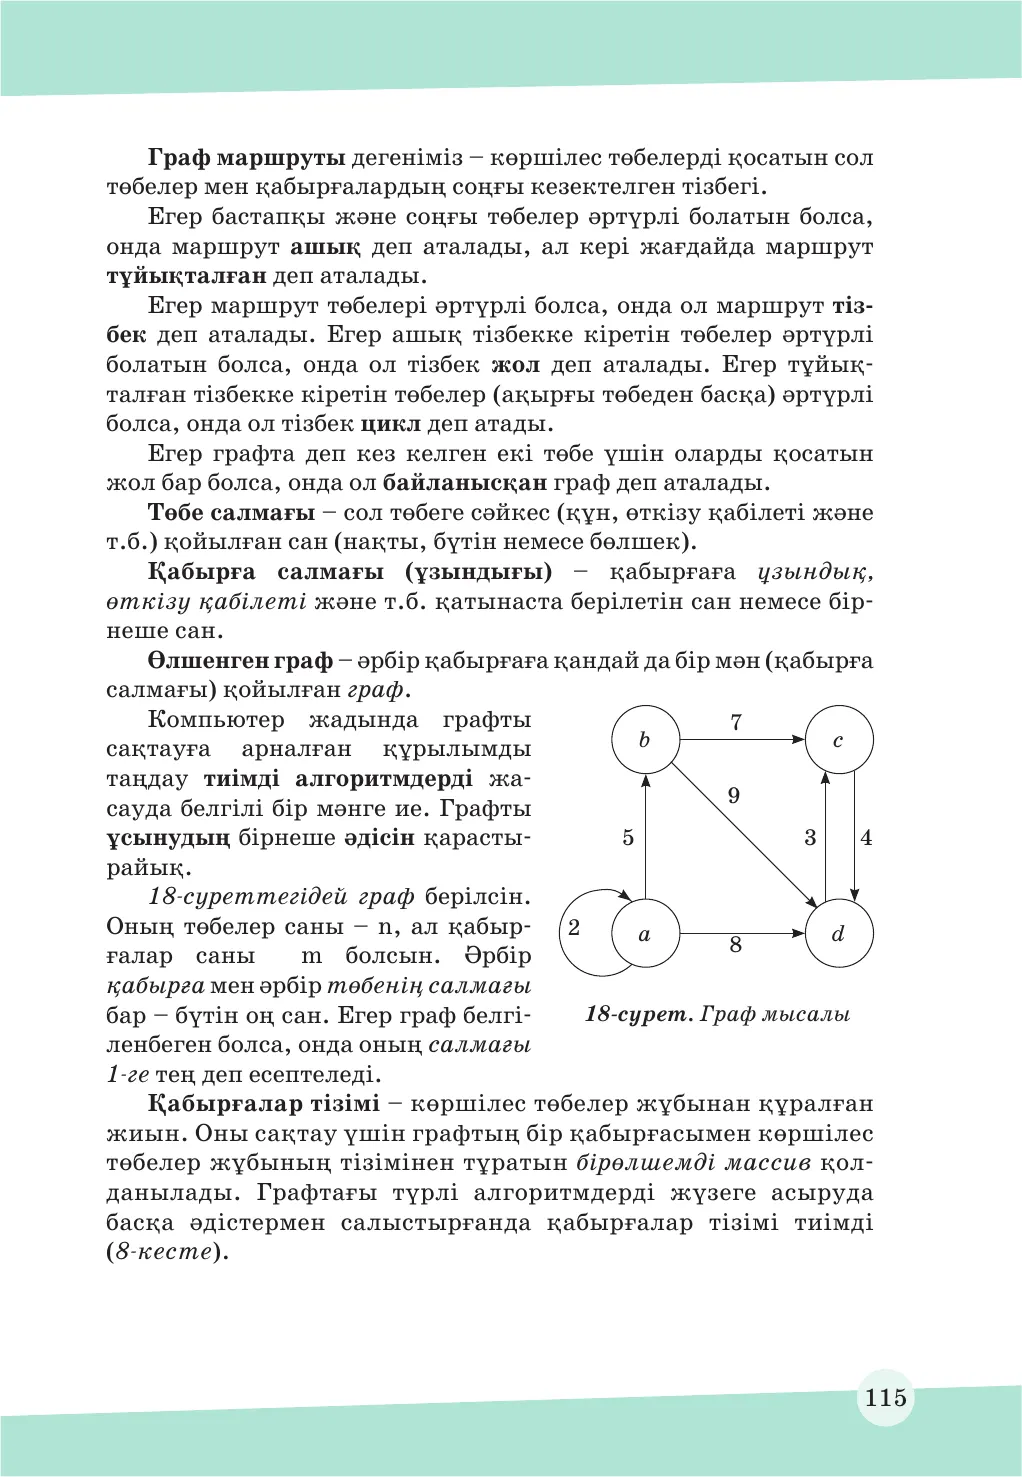 Граф маршруты дегеніміз – көршілес төбелерді қосатын сол
төбелер мен қабырғалардың соңғы кезектелген тізбегі.
Егер бастапқы және соңғы төбелер әртүрлі болатын болса,
онда маршрут ашық деп аталады, ал кері жағдайда маршрут
тұйықталған деп аталады.
Егер маршрут төбелері әртүрлі болса, онда ол маршрут тіз-
бек деп аталады. Егер ашық тізбекке кіретін төбелер әртүрлі
болатын болса, онда ол тізбек жол деп аталады. Егер тұйық-
талған тізбекке кіретін төбелер (ақырғы төбеден басқа) әртүрлі
болса, онда ол тізбек цикл деп атады.
Егер графта деп кез келген екі төбе үшін оларды қосатын
жол бар болса, онда ол байланысқан граф деп аталады.
Төбе салмағы – сол төбеге сәйкес (құн, өткізу қабілеті және
т.б.) қойылған сан (нақты, бүтін немесе бөлшек).
Қабырға салмағы (ұзындығы) – қабырғаға ұзындық,
өткізу қабілеті және т.б. қатынаста берілетін сан немесе бір-
неше сан.
Өлшенген граф – әрбір қабырғаға қандай да бір мән (қабырға
салмағы) қойылған граф.
Компьютер жадында графты
сақтауға арналған құрылымды
таңдау тиімді алгоритмдерді жа-
сауда белгілі бір мәнге ие. Графты
ұсынудың бірнеше әдісін қарасты-
райық.
18-суреттегідей граф берілсін.
Оның төбелер саны – n, ал қабыр-
ғалар саны m болсын. Әрбір
қабырға мен әрбір төбенің салмағы
бар – бүтін оң сан. Егер граф белгі-
ленбеген болса, онда оның салмағы
1-ге тең деп есептеледі.
b
7
c
9
5
3
4
2
a
8
d
18-сурет. Граф мысалы
Қабырғалар тізімі – көршілес төбелер жұбынан құралған
жиын. Оны сақтау үшін графтың бір қабырғасымен көршілес
төбелер жұбының тізімінен тұратын бірөлшемді массив қол-
данылады. Графтағы түрлі алгоритмдерді жүзеге асыруда
басқа әдістермен салыстырғанда қабырғалар тізімі тиімді
(8-кесте).
115